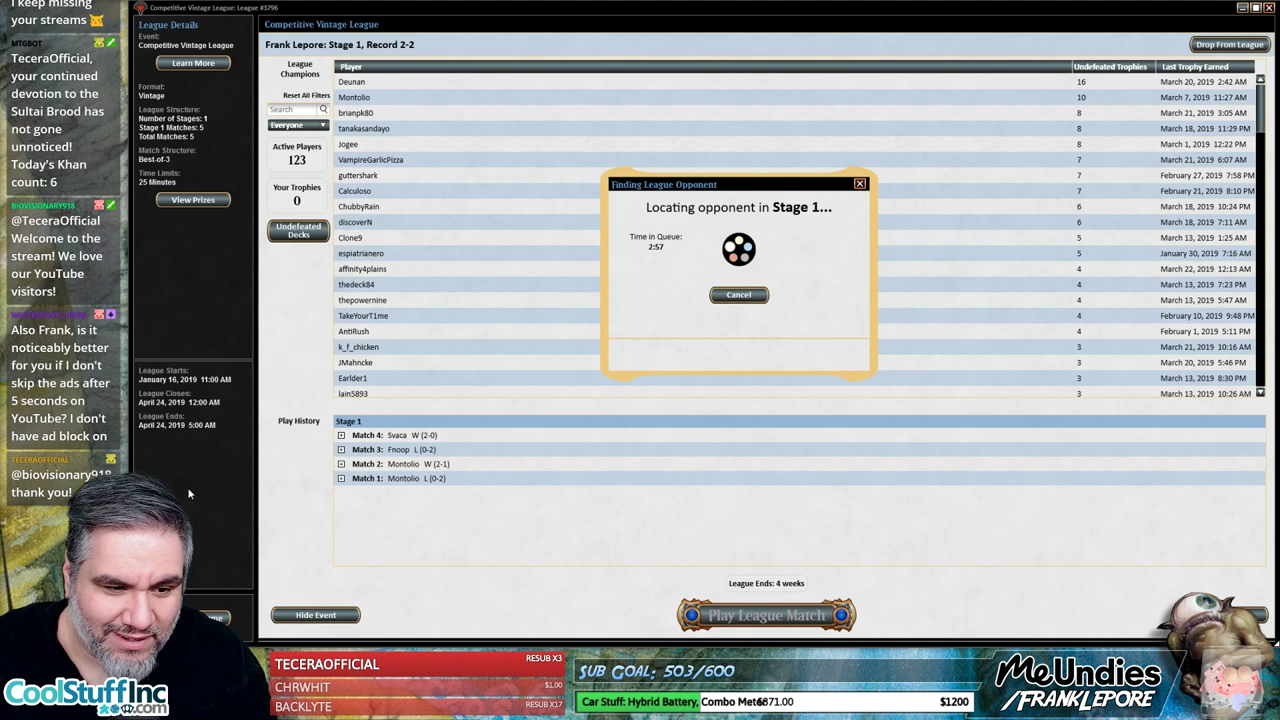 I keep missing
your streams
MTGBOT
TeceraOfficial,
your continued
devotion to the
Sultai Brood has
not gone
unnoticed!
Today's Khan
count: 6
BIOVISIONARY918
@TeceraOfficial
Welcome to the
stream! We love
our YouTube
visitors!
Also Frank, is it
noticeably better
for you if I don't
skip the ads after
5 seconds on
YouTube? I don't
have ad block on
TECERAOFFICIAL
@biovisionary918
thank you!
Competitive Vintage League: League #3796
League Details
Event:
Competitive Vintage League
Learn More
Format:
Vintage
League Structure:
Number of Stages: 1
Stage 1 Matches: 5
Total Matches: 5
Match Structure:
Best-of-3
Time Limits:
25 Minutes
View Prizes
League Starts:
January 16, 2019 11:00 AM
League Closes:
April 24, 2019 12:00 AM
League Ends:
April 24, 2019 5:00 AM
Competitive Vintage League
Frank Lepore: Stage 1, Record 2-2
Drop From League
League
Champions
Reset All Filters
Search
Everyone
Active Players
123
Your Trophies
0
Undefeated
Decks
Player Undefeated Trophies Last Trophy Earned
Deunan 16 March 20, 2019 2:42 AM
Montolio 10 March 7, 2019 11:27 AM
brianpk80 8 March 21, 2019 3:05 AM
tanakasandayo 8 March 18, 2019 11:29 PM
Jogee 8 March 1, 2019 12:22 PM
VampireGarlicPizza 7 March 21, 2019 6:07 AM
guttershark 7 February 27, 2019 7:58 PM
Calculoso 7 February 21, 2019 8:10 PM
ChubbyRain 6 March 18, 2019 10:24 PM
discoverN 6 March 18, 2019 7:11 AM
Clone9 5 March 13, 2019 1:25 AM
espiatrianero 5 January 30, 2019 7:16 AM
affinity4plains 4 March 22, 2019 12:13 AM
thedeck84 4 March 13, 2019 7:23 PM
thepowernine 4 March 13, 2019 5:47 AM
TakeYourT1me 4 February 10, 2019 9:48 PM
AntiRush 4 February 1, 2019 5:11 PM
k_f_chicken 3 March 21, 2019 10:16 AM
JMahncke 3 March 20, 2019 5:46 PM
Earlder1 3 March 13, 2019 8:30 PM
lain5893 3 March 13, 2019 10:26 AM
Finding League Opponent
Locating opponent in Stage 1...
Time in Queue:
2:57
Cancel
Play History
Stage 1
Match 4: Svaca W (2-0)
Match 3: Fnoop L (0-2)
Match 2: Montolio W (2-1)
Match 1: Montolio L (0-2)
League Ends: 4 weeks
Hide Event
Play League Match
CoolStuffInc
.com
TECERAOFFICIAL RESUB X3
CHRWHIT $1.00
BACKLYTE RESUB X17
SUB GOAL: 503/600
Car Stuff: Hybrid Battery, Combo Meter $1200
MeUndies
/FRANKLEPORE